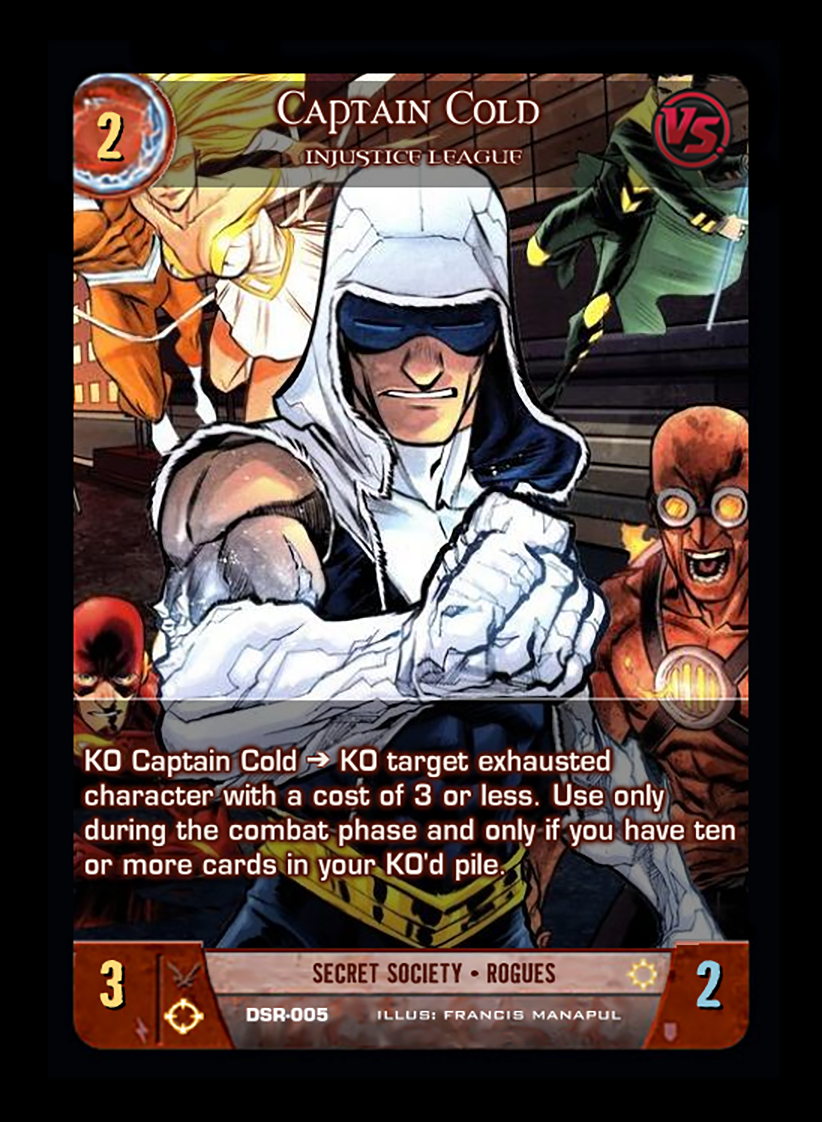 2
Captain Cold
VS.
Injustice League
KO Captain Cold → KO target exhausted
character with a cost of 3 or less. Use only
during the combat phase and only if you have ten
or more cards in your KO'd pile.
3
SECRET SOCIETY • ROGUES
2
DSR-005 ILLUS: FRANCIS MANAPUL